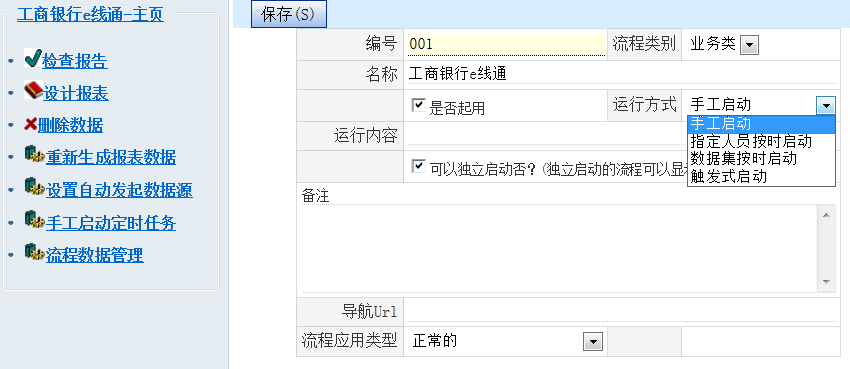 工商银行e线通-主页
检查报告
设计报表
删除数据
重新生成报表数据
设置自动发起数据源
手工启动定时任务
流程数据管理
保存(S)
编号 001 流程类别 业务类
名称 工商银行e线通
是否起用 运行方式 手工启动
手工启动
指定人员按时启动
数据集按时启动
触发式启动
运行内容
可以独立启动否？(独立启动的流程可以显
备注
导航Url
流程应用类型 正常的